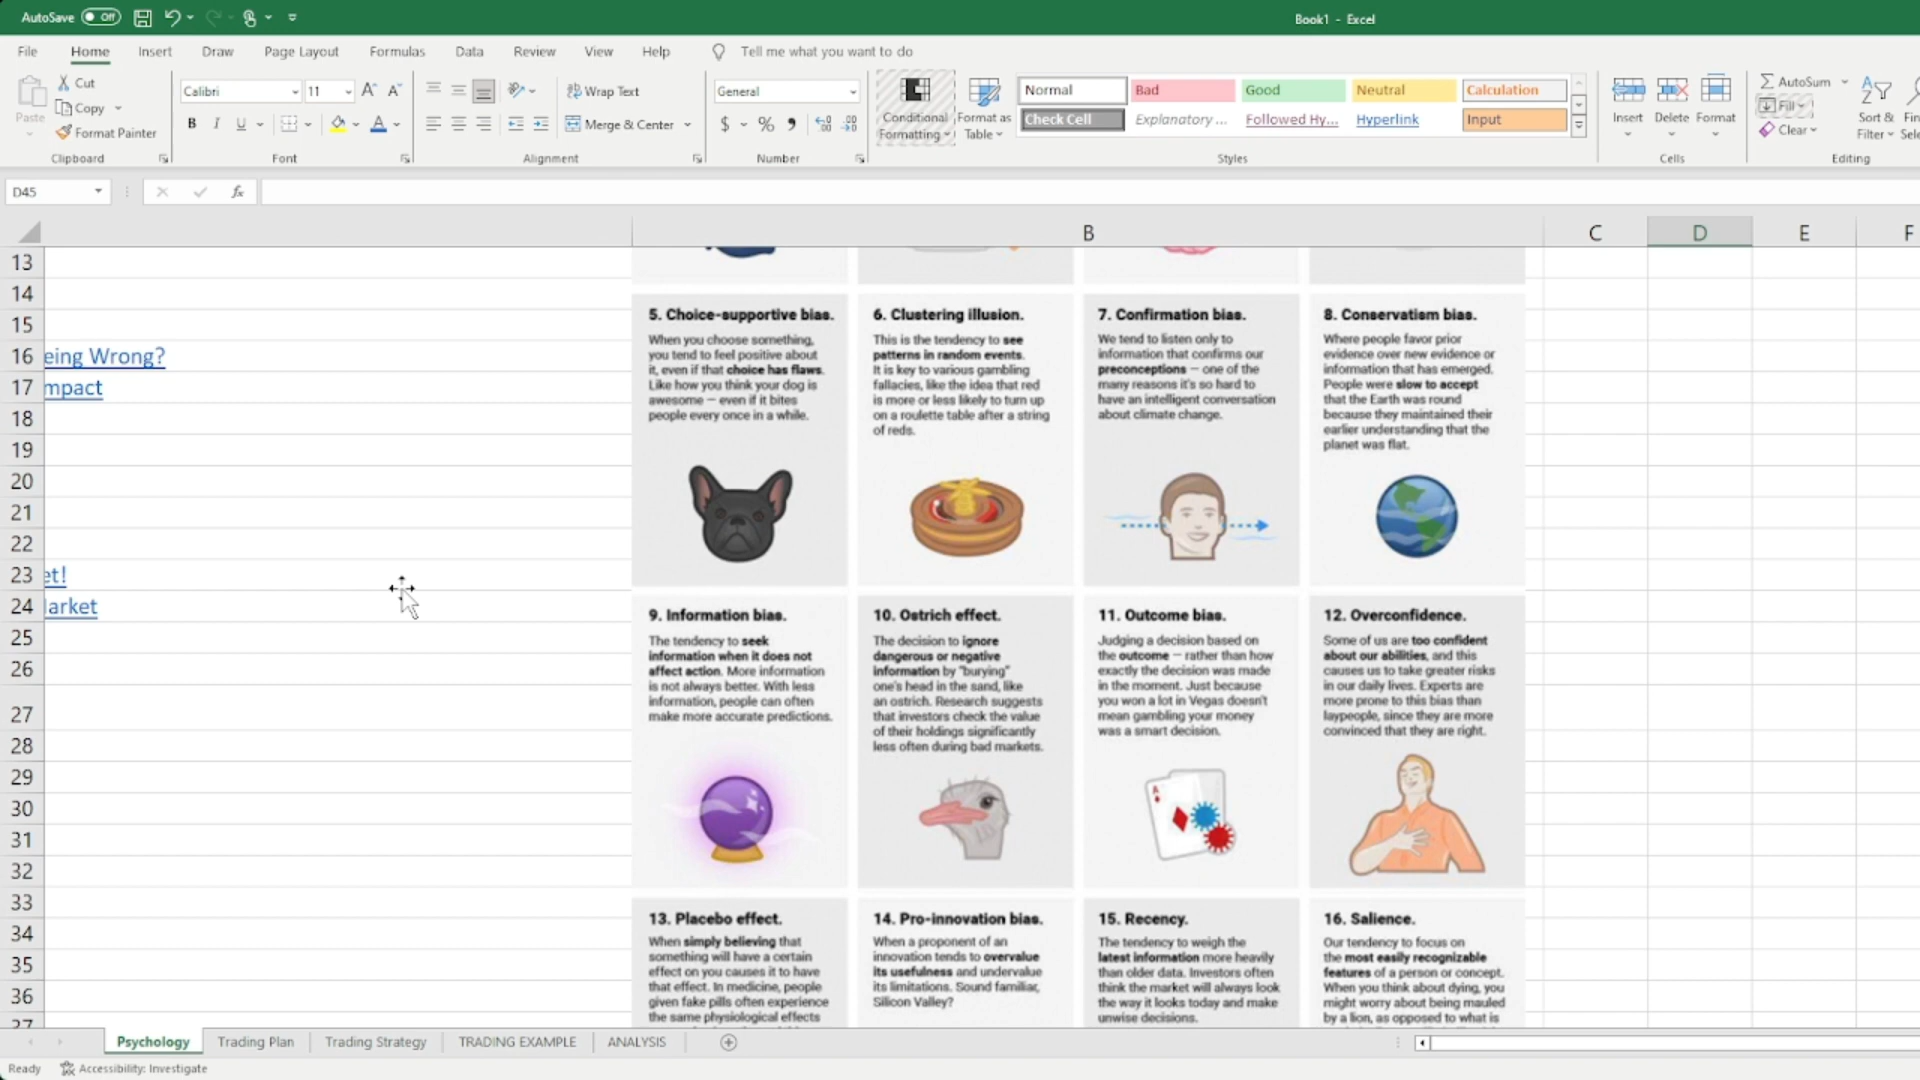 AutoSave Off
Book1 - Excel
File Home Insert Draw Page Layout Formulas Data Review View Help Tell me what you want to do
Paste
Cut
Copy
Format Painter
Clipboard
Calibri 11
B I U
Font
Wrap Text
Merge & Center
Alignment
General
$ %
Number
Conditional Formatting
Format as Table
Normal Bad Good Neutral Calculation
Check Cell Explanatory ... Followed Hy... Hyperlink Input
Styles
Insert Delete Format
Cells
AutoSum
Fill
Clear
Sort & Filter
Editing
D45
fx
B C D E F
13
14
15
16 eing Wrong?
17 mpact
18
19
20
21
22
23 et!
24 arket
25
26
27
28
29
30
31
32
33
34
35
36
5. Choice-supportive bias.
When you choose something,
you tend to feel positive about
it, even if that choice has flaws.
Like how you think your dog is
awesome — even if it bites
people every once in a while.
6. Clustering illusion.
This is the tendency to see
patterns in random events.
It is key to various gambling
fallacies, like the idea that red
is more or less likely to turn up
on a roulette table after a string
of reds.
7. Confirmation bias.
We tend to listen only to
information that confirms our
preconceptions — one of the
many reasons it's so hard to
have an intelligent conversation
about climate change.
8. Conservatism bias.
Where people favor prior
evidence over new evidence or
information that has emerged.
People were slow to accept
that the Earth was round
because they maintained their
earlier understanding that the
planet was flat.
9. Information bias.
The tendency to seek
information when it does not
affect action. More information
is not always better. With less
information, people can often
make more accurate predictions.
10. Ostrich effect.
The decision to ignore
dangerous or negative
information by "burying"
one's head in the sand, like
an ostrich. Research suggests
that investors check the value
of their holdings significantly
less often during bad markets.
11. Outcome bias.
Judging a decision based on
the outcome — rather than how
exactly the decision was made
in the moment. Just because
you won a lot in Vegas doesn't
mean gambling your money
was a smart decision.
12. Overconfidence.
Some of us are too confident
about our abilities, and this
causes us to take greater risks
in our daily lives. Experts are
more prone to this bias than
laypeople, since they are more
convinced that they are right.
13. Placebo effect.
When simply believing that
something will have a certain
effect on you causes it to have
that effect. In medicine, people
given fake pills often experience
the same physiological effects
14. Pro-innovation bias.
When a proponent of an
innovation tends to overvalue
its usefulness and undervalue
its limitations. Sound familiar,
Silicon Valley?
15. Recency.
The tendency to weigh the
latest information more heavily
than older data. Investors often
think the market will always look
the way it looks today and make
unwise decisions.
16. Salience.
Our tendency to focus on
the most easily recognizable
features of a person or concept.
When you think about dying, you
might worry about being mauled
by a lion, as opposed to what is
Psychology Trading Plan Trading Strategy TRADING EXAMPLE ANALYSIS
Ready Accessibility: Investigate